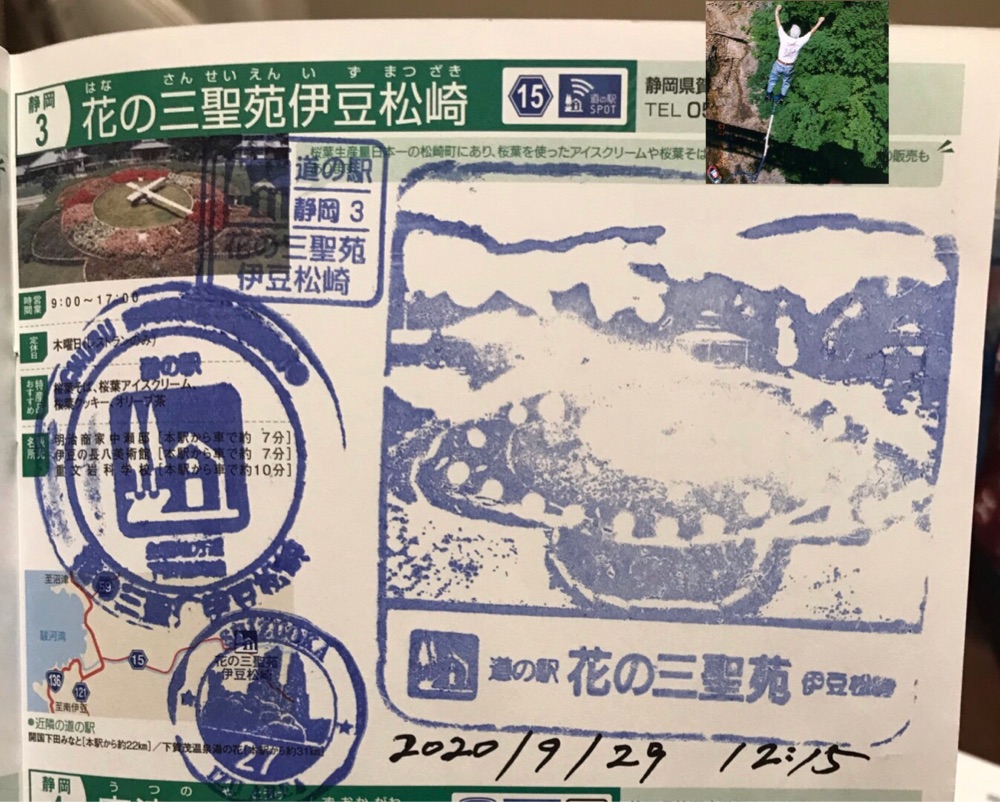 静岡
3
はな さんせいえん い ず まつざき
花の三聖苑伊豆松崎
15
道の駅
SPOT
静岡県賀
TEL 05
桜葉生産量日本一の松崎町にあり、桜葉を使ったアイスクリームや桜葉そば
の販売も
道の駅
静岡 3
花の三聖苑
伊豆松崎
営業時間
9:00～17:00
定休日
木曜日(レストランのみ)
桜葉そば、桜葉アイスクリーム、
桜葉クッキー、オリーブ茶
明治商家中瀬邸 [本駅から車で約 7分]
伊豆の長八美術館 [本駅から車で約 7分]
重文岩科学校 [本駅から車で約10分]
道の駅
至沼津
59
駿河湾
15
136
121
至南伊豆
花の三聖苑
伊豆松崎
SHIZUOKA
27
●近隣の道の駅
開国下田みなと[本駅から約22km]／下賀茂温泉湯の花[本駅から約31km]
道の駅 花の三聖苑 伊豆松崎
2020/9/29 12:15
静岡
うつの